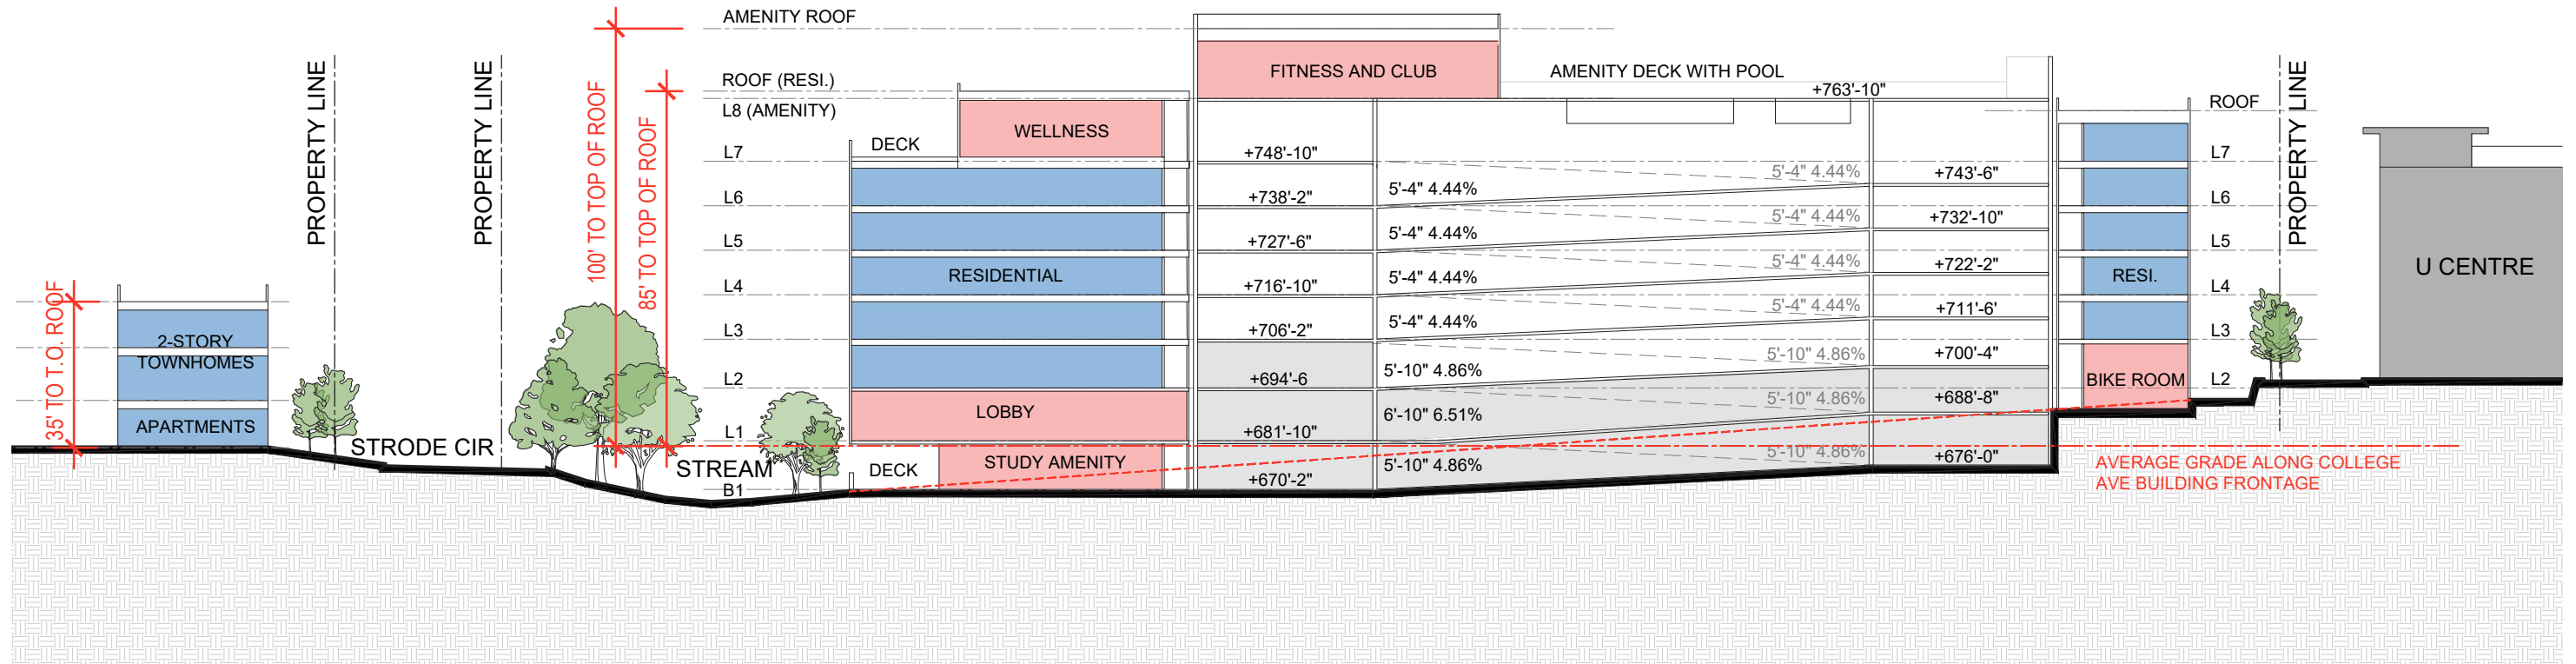 35' TO T.O. ROOF
2-STORY
TOWNHOMES
APARTMENTS
PROPERTY LINE
STRODE CIR
PROPERTY LINE
100' TO TOP OF ROOF
85' TO TOP OF ROOF
STREAM
AMENITY ROOF
ROOF (RESI.)
L8 (AMENITY)
L7
L6
L5
L4
L3
L2
L1
B1
DECK
WELLNESS
RESIDENTIAL
LOBBY
DECK
STUDY AMENITY
FITNESS AND CLUB
AMENITY DECK WITH POOL
+763'-10"
+748'-10"
+738'-2"
+727'-6"
+716'-10"
+706'-2"
+694'-6
+681'-10"
+670'-2"
5'-4" 4.44%
5'-4" 4.44%
5'-4" 4.44%
5'-4" 4.44%
5'-10" 4.86%
6'-10" 6.51%
5'-10" 4.86%
5'-4" 4.44%
5'-4" 4.44%
5'-4" 4.44%
5'-4" 4.44%
5'-10" 4.86%
5'-10" 4.86%
5'-10" 4.86%
+743'-6"
+732'-10"
+722'-2"
+711'-6'
+700'-4"
+688'-8"
+676'-0"
RESI.
BIKE ROOM
ROOF
L7
L6
L5
L4
L3
L2
PROPERTY LINE
U CENTRE
AVERAGE GRADE ALONG COLLEGE
AVE BUILDING FRONTAGE